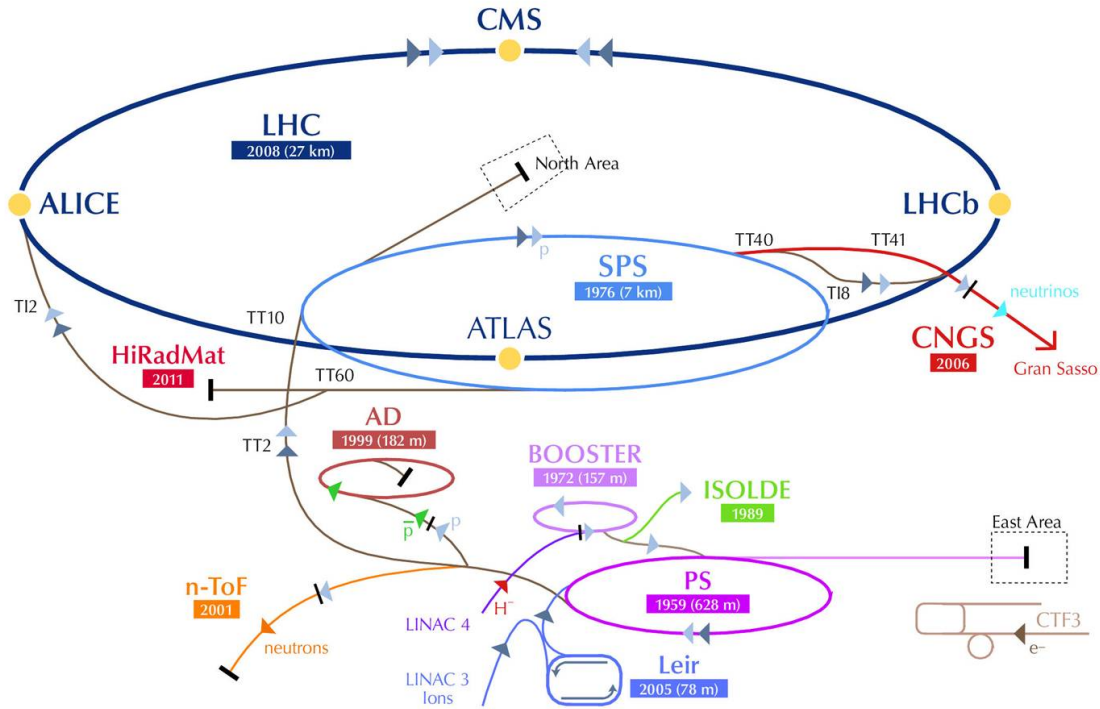 CMS
LHC
2008 (27 km)
North Area
ALICE
LHCb
TT40
TT41
p
SPS
1976 (7 km)
TI8
neutrinos
TI2
TT10
ATLAS
CNGS
2006
Gran Sasso
HiRadMat
2011
TT60
AD
1999 (182 m)
TT2
BOOSTER
1972 (157 m)
ISOLDE
1989
p̅
p
East Area
n-ToF
2001
PS
1959 (628 m)
H⁻
LINAC 4
neutrons
CTF3
e–
LINAC 3
Ions
Leir
2005 (78 m)